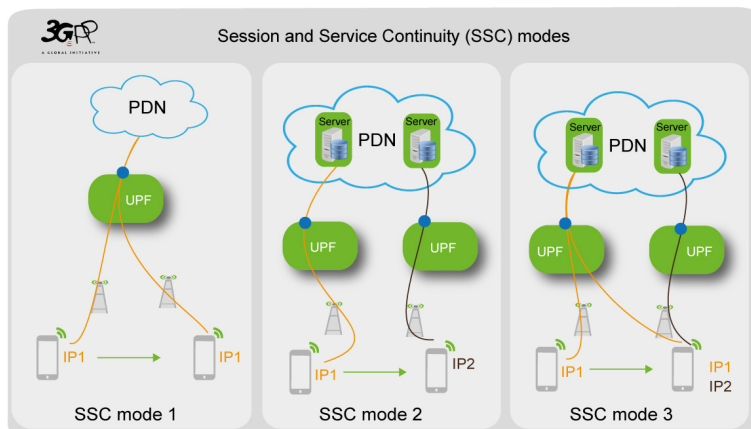 3GPP
A GLOBAL INITIATIVE
Session and Service Continuity (SSC) modes
PDN
UPF
IP1
IP1
SSC mode 1
Server
Server
PDN
UPF
UPF
IP1
IP2
SSC mode 2
Server
Server
PDN
UPF
UPF
IP1
IP1
IP2
SSC mode 3